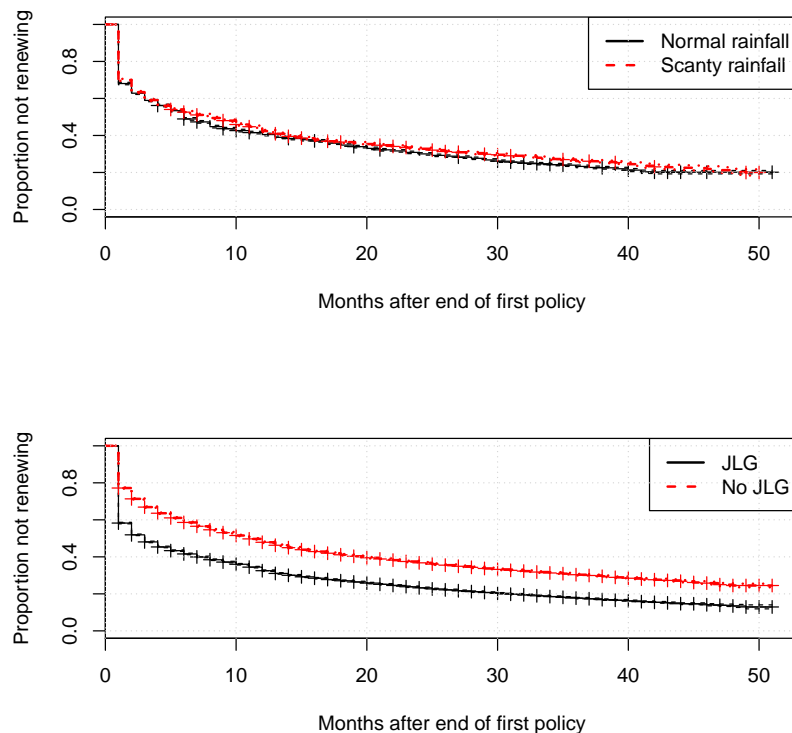 Normal rainfall
Scanty rainfall
Proportion not renewing
0.0
0.4
0.8
0 10 20 30 40 50
Months after end of first policy
JLG
No JLG
Proportion not renewing
0.0
0.4
0.8
0 10 20 30 40 50
Months after end of first policy